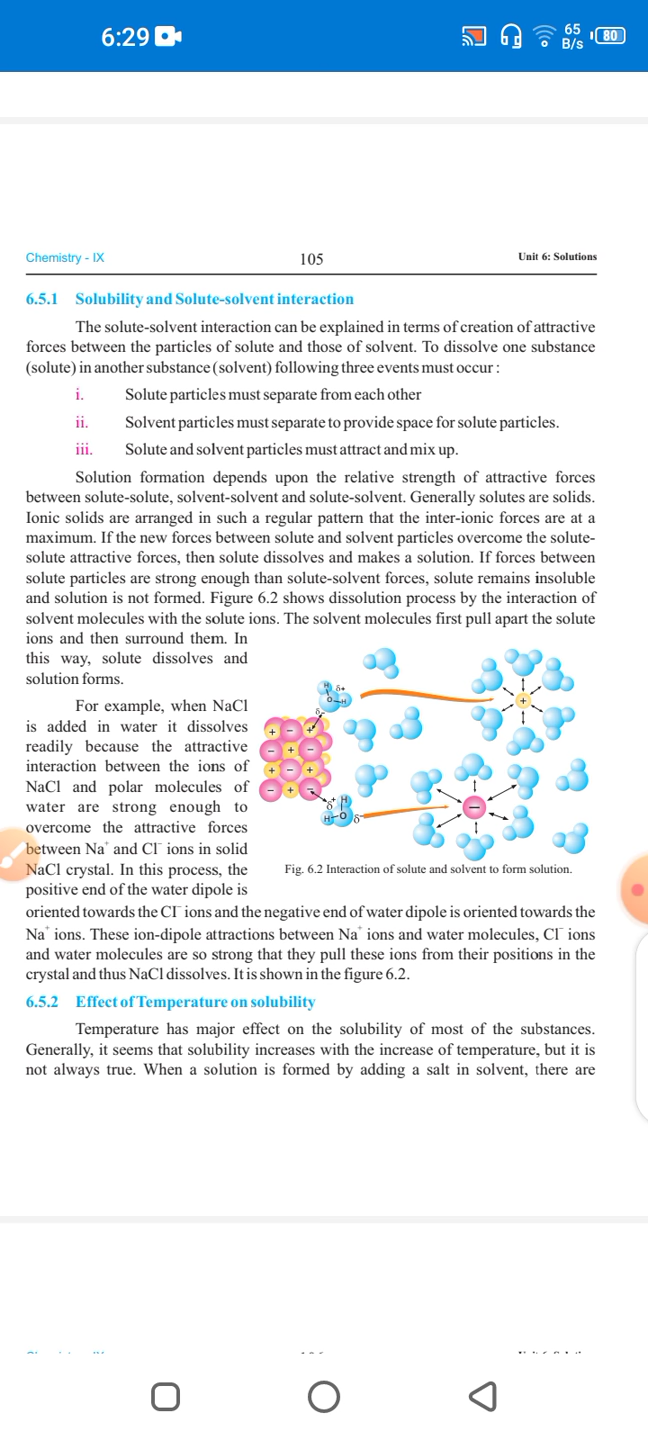 6:29
65
B/s
80
Chemistry - IX
105
Unit 6: Solutions
6.5.1 Solubility and Solute-solvent interaction
The solute-solvent interaction can be explained in terms of creation of attractive
forces between the particles of solute and those of solvent. To dissolve one substance
(solute) in another substance (solvent) following three events must occur :
i. Solute particles must separate from each other
ii. Solvent particles must separate to provide space for solute particles.
iii. Solute and solvent particles must attract and mix up.
Solution formation depends upon the relative strength of attractive forces
between solute-solute, solvent-solvent and solute-solvent. Generally solutes are solids.
Ionic solids are arranged in such a regular pattern that the inter-ionic forces are at a
maximum. If the new forces between solute and solvent particles overcome the solute-
solute attractive forces, then solute dissolves and makes a solution. If forces between
solute particles are strong enough than solute-solvent forces, solute remains insoluble
and solution is not formed. Figure 6.2 shows dissolution process by the interaction of
solvent molecules with the solute ions. The solvent molecules first pull apart the solute
ions and then surround them. In
this way, solute dissolves and
solution forms.
For example, when NaCl
is added in water it dissolves
readily because the attractive
interaction between the ions of
NaCl and polar molecules of
water are strong enough to
overcome the attractive forces
between Na⁺ and Cl⁻ ions in solid
NaCl crystal. In this process, the
positive end of the water dipole is
H δ+
O H
δ-
+ - +
- + -
+ - +
- + -
+
δ+ H
H O δ-
-
Fig. 6.2 Interaction of solute and solvent to form solution.
oriented towards the Cl⁻ ions and the negative end of water dipole is oriented towards the
Na⁺ ions. These ion-dipole attractions between Na⁺ ions and water molecules, Cl⁻ ions
and water molecules are so strong that they pull these ions from their positions in the
crystal and thus NaCl dissolves. It is shown in the figure 6.2.
6.5.2 Effect of Temperature on solubility
Temperature has major effect on the solubility of most of the substances.
Generally, it seems that solubility increases with the increase of temperature, but it is
not always true. When a solution is formed by adding a salt in solvent, there are